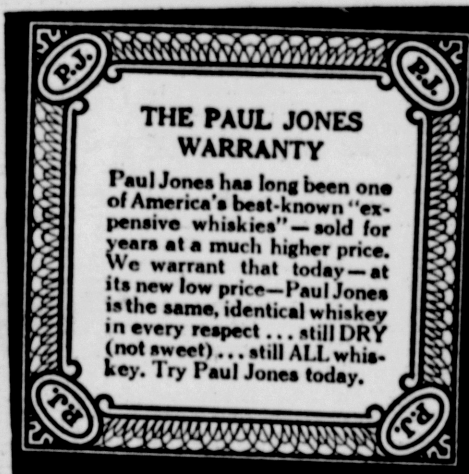 P.J.
P.J.
THE PAUL JONES
WARRANTY
Paul Jones has long been one
of America's best-known "ex-
pensive whiskies" — sold for
years at a much higher price.
We warrant that today — at
its new low price—Paul Jones
is the same, identical whiskey
in every respect ... still DRY
(not sweet) ... still ALL whis-
key. Try Paul Jones today.
P.J.
P.J.